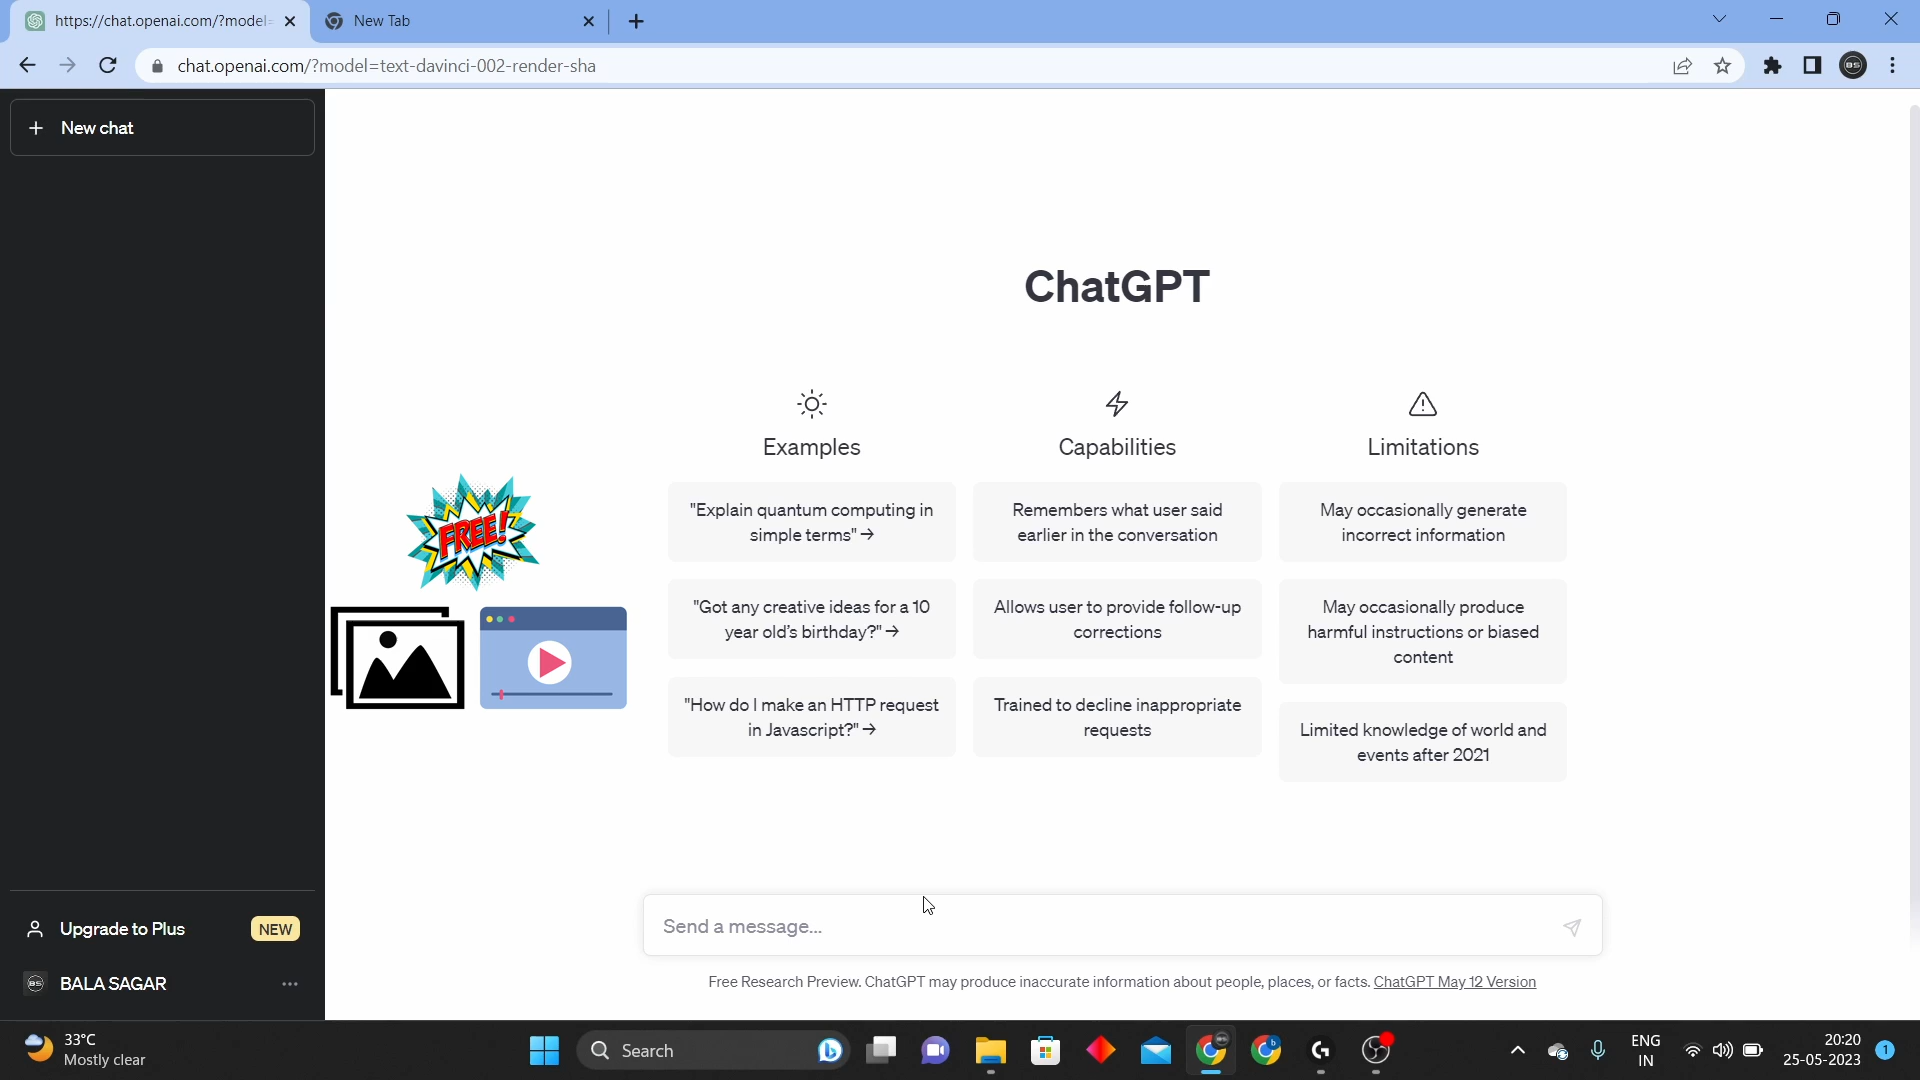 https://chat.openai.com/?model=
New Tab
chat.openai.com/?model=text-davinci-002-render-sha
BS
New chat
ChatGPT
Examples
Capabilities
Limitations
"Explain quantum computing in
simple terms" →
Remembers what user said
earlier in the conversation
May occasionally generate
incorrect information
FREE!
"Got any creative ideas for a 10
year old's birthday?" →
Allows user to provide follow-up
corrections
May occasionally produce
harmful instructions or biased
content
"How do I make an HTTP request
in Javascript?" →
Trained to decline inappropriate
requests
Limited knowledge of world and
events after 2021
Send a message...
Free Research Preview. ChatGPT may produce inaccurate information about people, places, or facts. ChatGPT May 12 Version
Upgrade to Plus
NEW
BS
BALA SAGAR
33°C
Mostly clear
Search
ENG
IN
20:20
25-05-2023
1